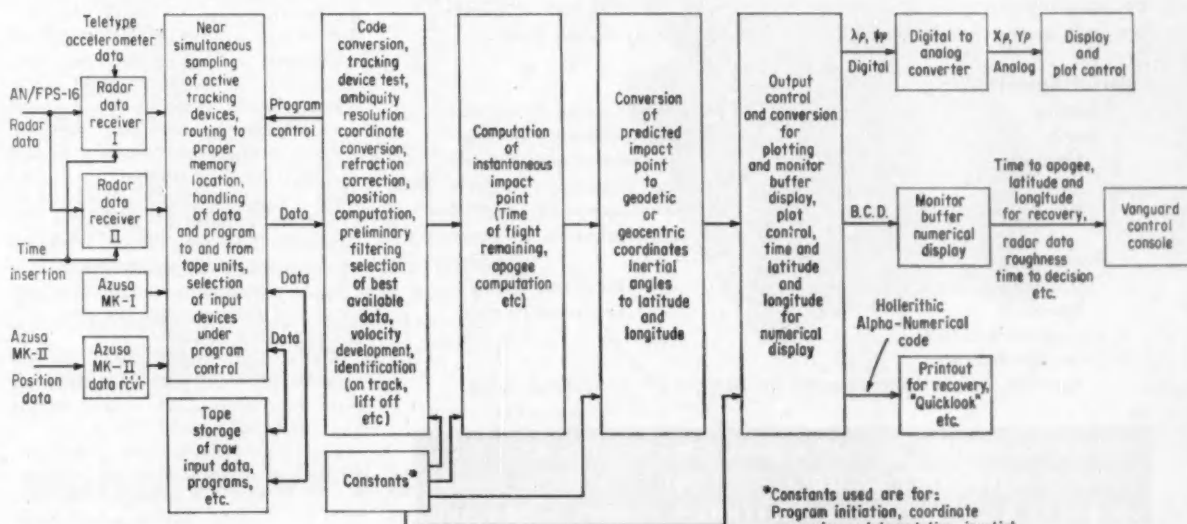 Teletype
accelerometer
data
AN/FPS-16
Radar
data
Radar
data
receiver
I
Radar
data
receiver
II
Time
insertion
Azusa
MK-I
Azusa
MK-II
Position
data
Azusa
MK-II
data rcvr
Near
simultaneous
sampling
of active
tracking
devices,
routing to
proper
memory
location,
handling
of data
and program
to and from
tape units,
selection
of input
devices
under
program
control
Tape
storage
of raw
input data,
programs,
etc.
Program
control
Data
Data
Data
Code
conversion,
tracking
device test,
ambiguity
resolution
coordinate
conversion,
refraction
correction,
position
computation,
preliminary
filtering
selection
of best
available
data,
velocity
development,
identification
(on track,
lift off
etc)
Constants*
Computation
of
instantaneous
impact
point
(Time
of flight
remaining,
apogee
computation
etc)
Conversion
of
predicted
impact
point
to
geodetic
or
geocentric
coordinates
Inertial
angles
to latitude
and
longitude
Output
control
and conversion
for
plotting
and monitor
buffer
display,
plot
control,
time and
latitude
and
longitude
for
numerical
display
λρ, ψρ
Digital
Digital to
analog
converter
Xρ, Yρ
Analog
Display
and
plot control
B.C.D.
Monitor
buffer
numerical
display
Time to apogee,
latitude and
longitude
for recovery,
radar data
roughness
time to decision
etc.
Vanguard
control
console
Hollerithic
Alpha-Numerical
code
Printout
for recovery,
"Quicklook"
etc.
*Constants used are for:
Program initiation, coordinate